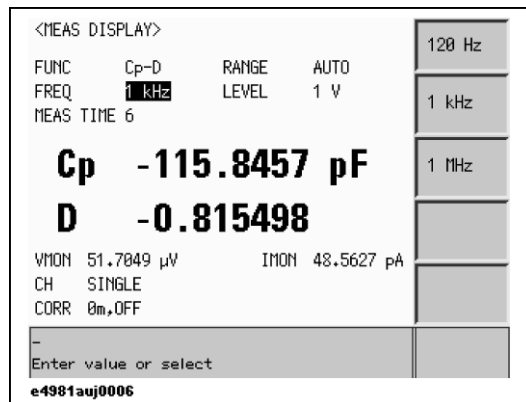 <MEAS DISPLAY>
FUNC Cp-D RANGE AUTO
FREQ 1 kHz LEVEL 1 V
MEAS TIME 6
Cp -115.8457 pF
D -0.815498
VMON 51.7049 µV IMON 48.5627 pA
CH SINGLE
CORR 0m,OFF
–
Enter value or select
120 Hz
1 kHz
1 MHz
e4981auj0006